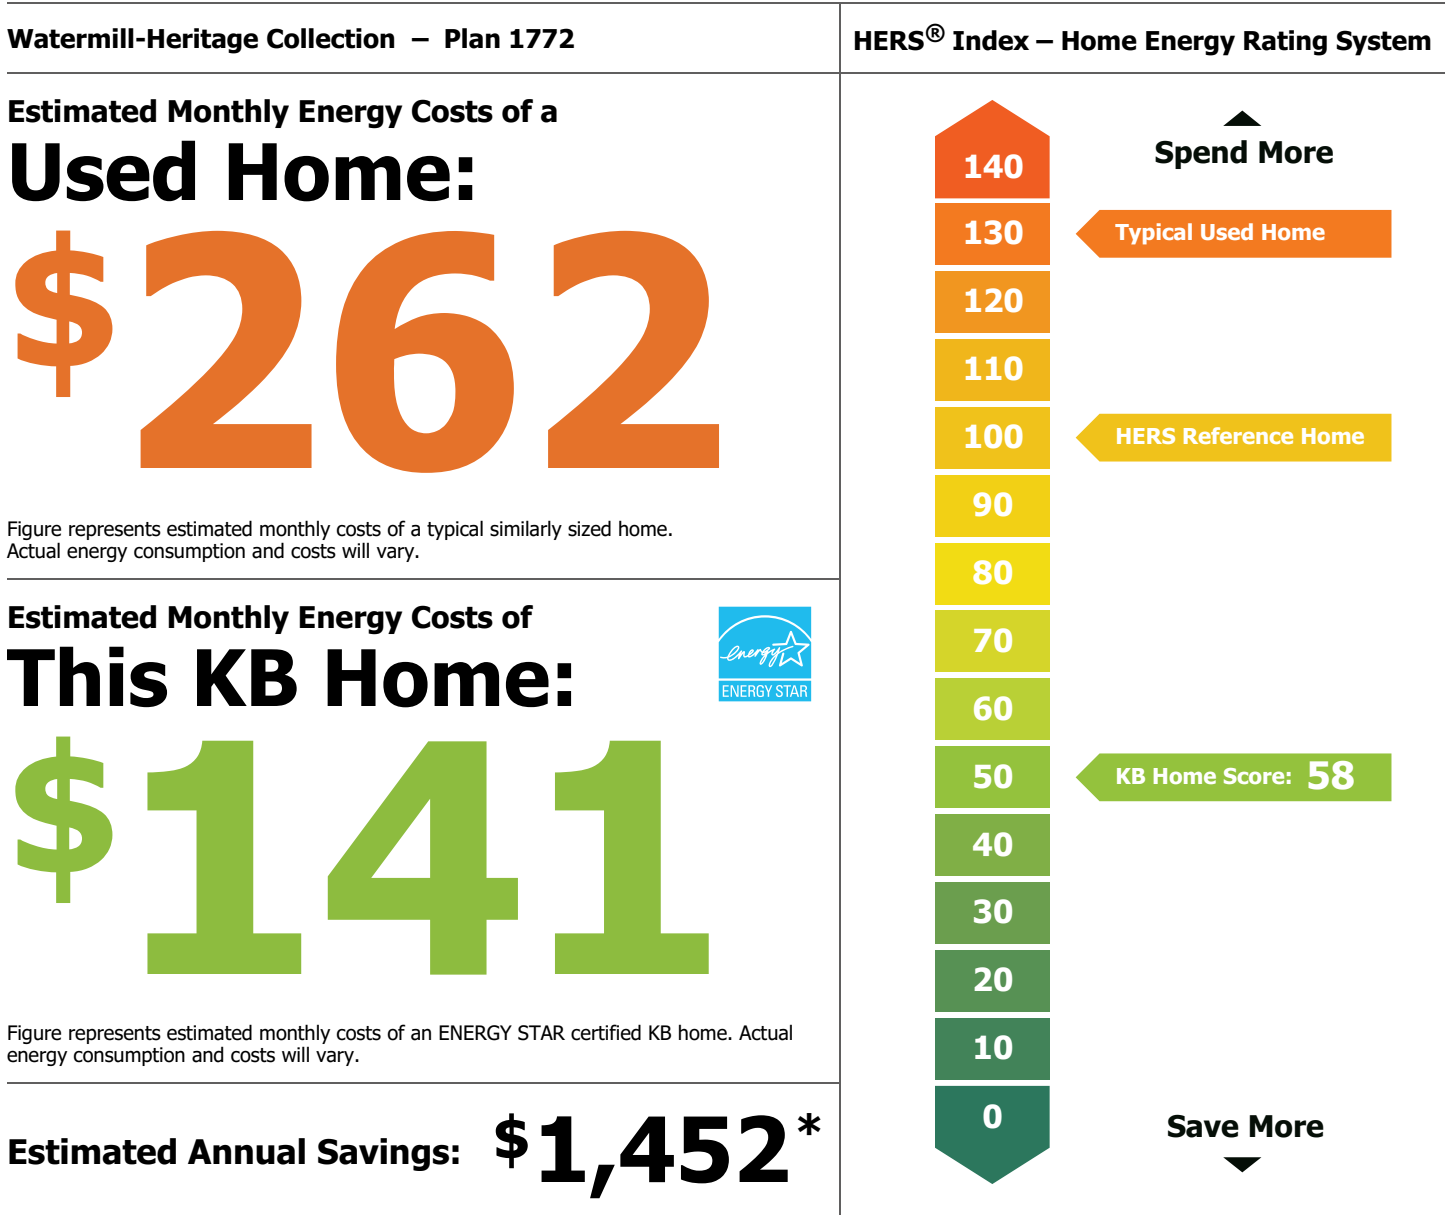 Watermill-Heritage Collection – Plan 1772
Estimated Monthly Energy Costs of a
Used Home:
$262
Figure represents estimated monthly costs of a typical similarly sized home.
Actual energy consumption and costs will vary.
Estimated Monthly Energy Costs of
This KB Home:
energy
ENERGY STAR
$141
Figure represents estimated monthly costs of an ENERGY STAR certified KB home. Actual
energy consumption and costs will vary.
Estimated Annual Savings: $1,452*
HERS® Index – Home Energy Rating System
Spend More
140
130 Typical Used Home
120
110
100 HERS Reference Home
90
80
70
60
50 KB Home Score: 58
40
30
20
10
0
Save More